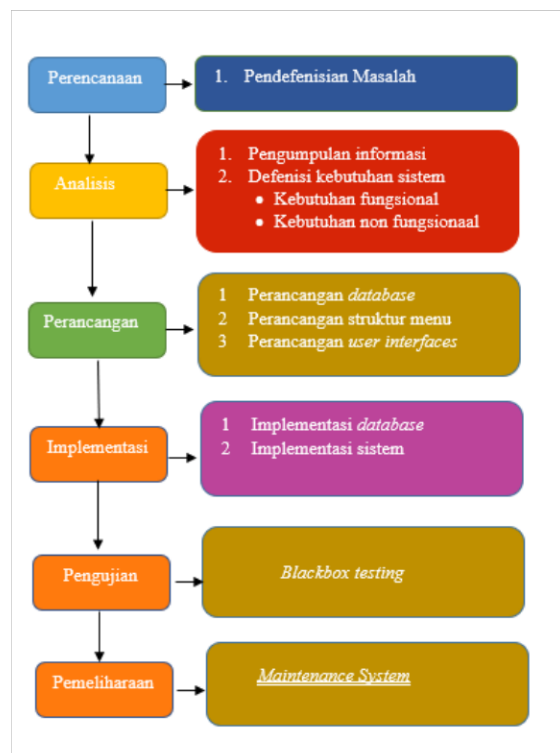 Perencanaan
1. Pendefenisian Masalah
Analisis
1. Pengumpulan informasi
2. Defenisi kebutuhan sistem
• Kebutuhan fungsional
• Kebutuhan non fungsionaal
Perancangan
1 Perancangan database
2 Perancangan struktur menu
3 Perancangan user interfaces
Implementasi
1 Implementasi database
2 Implementasi sistem
Pengujian
Blackbox testing
Pemeliharaan
Maintenance System